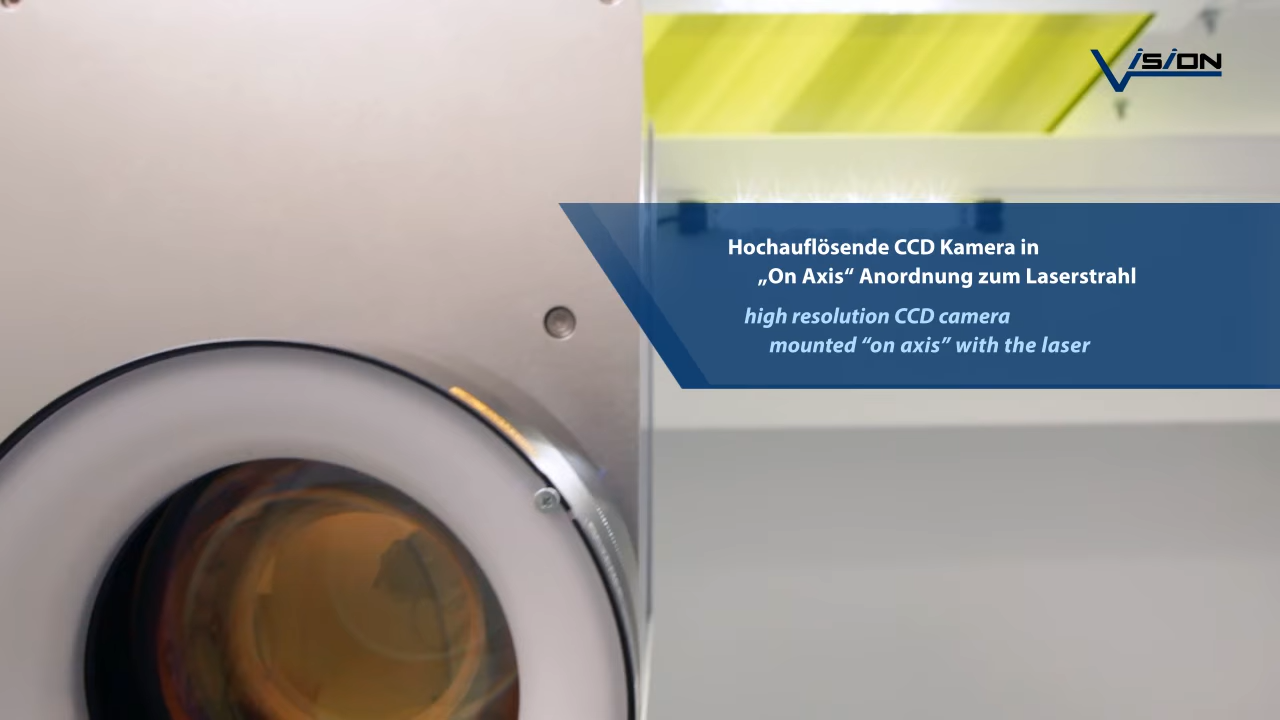 VISION
Hochauflösende CCD Kamera in
„On Axis“ Anordnung zum Laserstrahl
high resolution CCD camera
mounted “on axis” with the laser